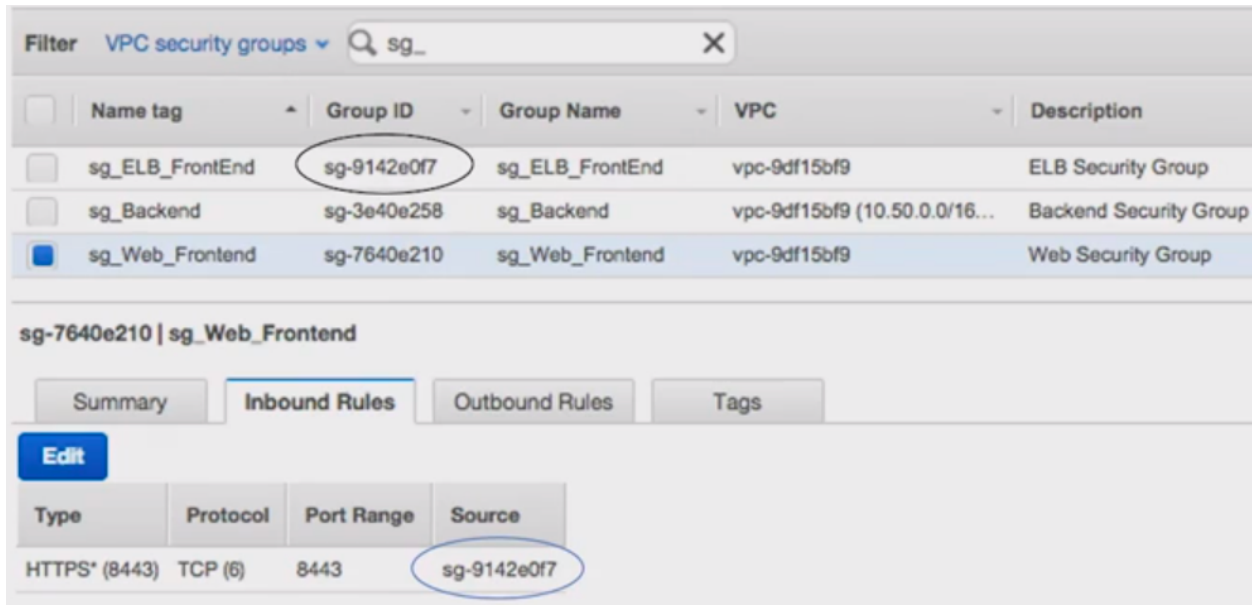 Filter VPC security groups sg_
Name tag Group ID Group Name VPC Description
sg_ELB_FrontEnd sg-9142e0f7 sg_ELB_FrontEnd vpc-9df15bf9 ELB Security Group
sg_Backend sg-3e40e258 sg_Backend vpc-9df15bf9 (10.50.0.0/16... Backend Security Group
sg_Web_Frontend sg-7640e210 sg_Web_Frontend vpc-9df15bf9 Web Security Group
sg-7640e210 | sg_Web_Frontend
Summary Inbound Rules Outbound Rules Tags
Edit
Type Protocol Port Range Source
HTTPS* (8443) TCP (6) 8443 sg-9142e0f7